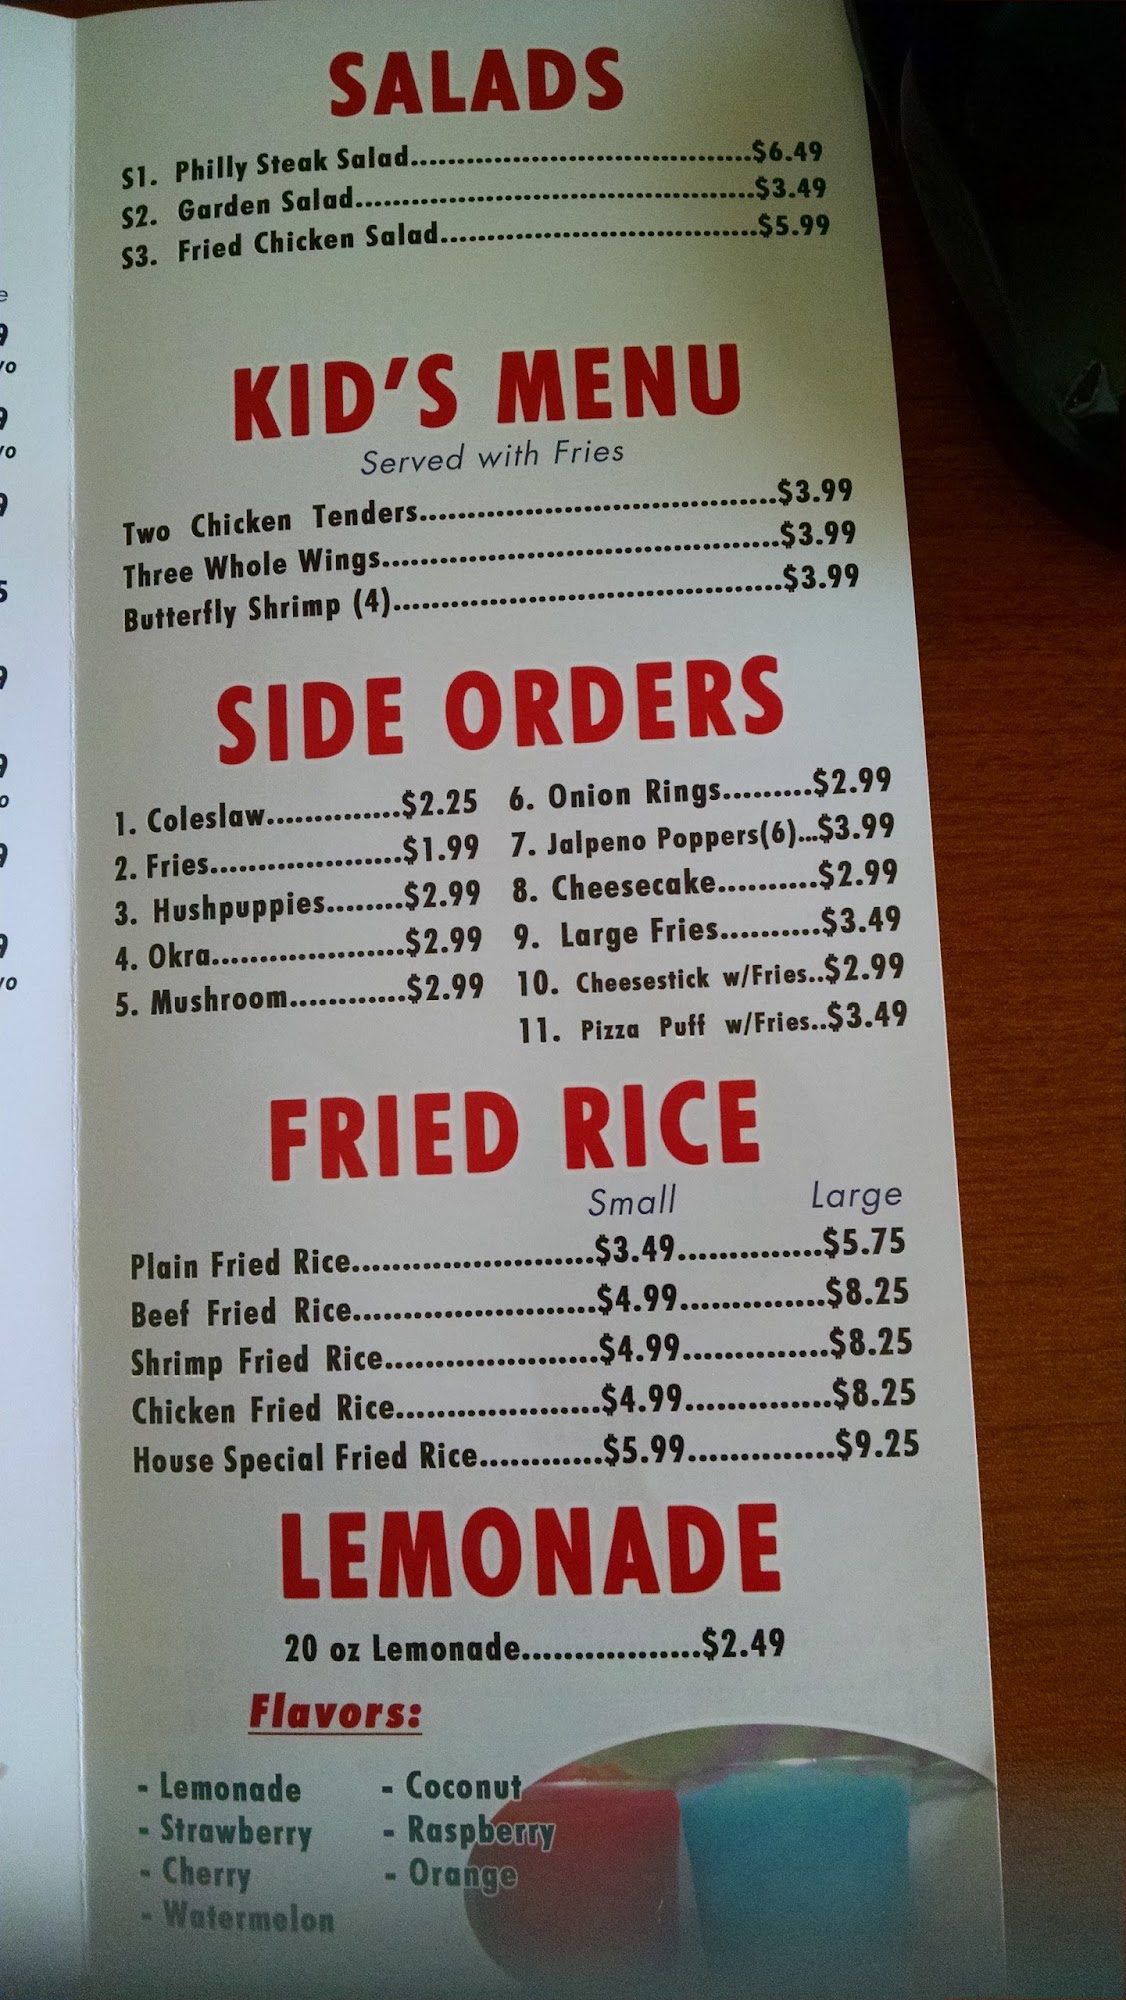 SALADS
S1. Philly Steak Salad......................................$6.49
S2. Garden Salad............................................$3.49
S3. Fried Chicken Salad...................................$5.99
KID'S MENU
Served with Fries
Two Chicken Tenders.....................................$3.99
Three Whole Wings.........................................$3.99
Butterfly Shrimp (4).........................................$3.99
SIDE ORDERS
1. Coleslaw..............$2.25
2. Fries.....................$1.99
3. Hushpuppies........$2.99
4. Okra.....................$2.99
5. Mushroom............$2.99
6. Onion Rings.........$2.99
7. Jalpeno Poppers(6)...$3.99
8. Cheesecake..........$2.99
9. Large Fries...........$3.49
10. Cheesestick w/Fries..$2.99
11. Pizza Puff w/Fries..$3.49
FRIED RICE
Small Large
Plain Fried Rice.........................$3.49...............$5.75
Beef Fried Rice.........................$4.99...............$8.25
Shrimp Fried Rice......................$4.99...............$8.25
Chicken Fried Rice.....................$4.99...............$8.25
House Special Fried Rice............$5.99...............$9.25
LEMONADE
20 oz Lemonade.................$2.49
Flavors:
- Lemonade
- Strawberry
- Cherry
- Watermelon
- Coconut
- Raspberry
- Orange